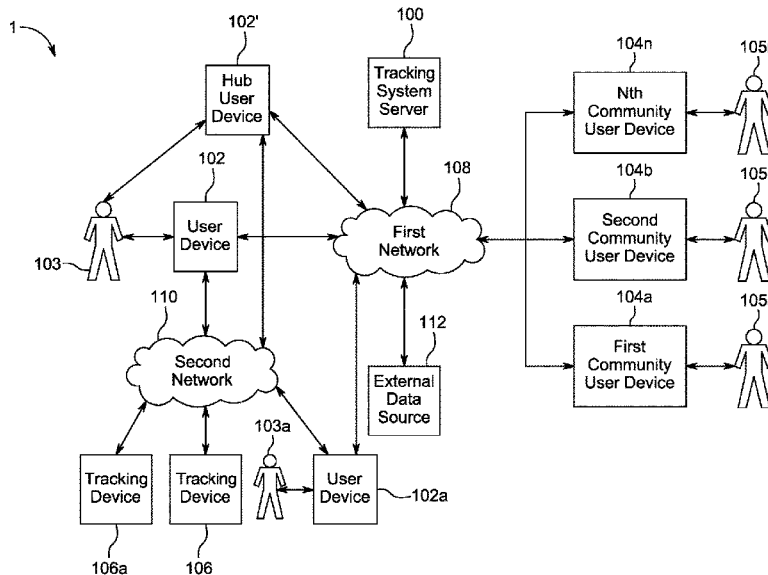 1
102'
Hub
User
Device
100
Tracking
System
Server
104n
Nth
Community
User Device
105
102
User
Device
103
108
First
Network
104b
Second
Community
User Device
105
110
Second
Network
112
External
Data
Source
104a
First
Community
User Device
105
Tracking
Device
106a
Tracking
Device
106
103a
User
Device
102a